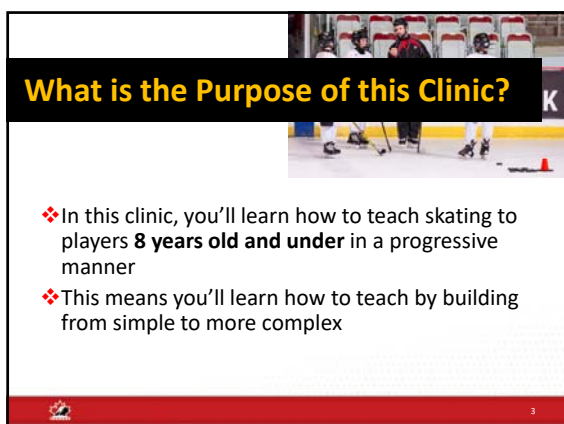 What is the Purpose of this Clinic?
K
❖In this clinic, you'll learn how to teach skating to
players 8 years old and under in a progressive
manner
❖This means you'll learn how to teach by building
from simple to more complex
3